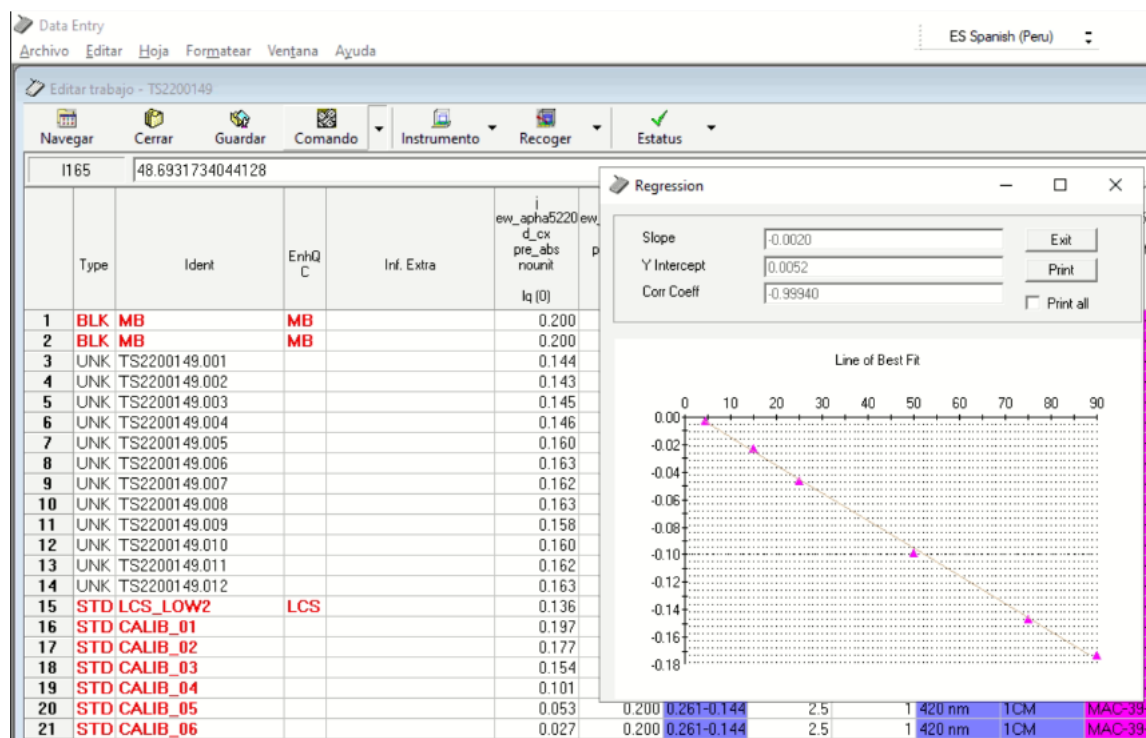 Data Entry
ES Spanish (Peru)
Archivo Editar Hoja Formatear Ventana Ayuda
Editar trabajo - TS2200149
Navegar Cerrar Guardar Comando Instrumento Recoger Estatus
I165 48.6931734044128
Type Ident EnhQC Inf. Extra
ew_apha5220
d_cx
pre_abs
nounit
lq (0)
1 BLK MB MB 0.200
2 BLK MB MB 0.200
3 UNK TS2200149.001 0.144
4 UNK TS2200149.002 0.143
5 UNK TS2200149.003 0.145
6 UNK TS2200149.004 0.146
7 UNK TS2200149.005 0.160
8 UNK TS2200149.006 0.163
9 UNK TS2200149.007 0.162
10 UNK TS2200149.008 0.163
11 UNK TS2200149.009 0.158
12 UNK TS2200149.010 0.160
13 UNK TS2200149.011 0.162
14 UNK TS2200149.012 0.163
15 STD LCS_LOW2 LCS 0.136
16 STD CALIB_01 0.197
17 STD CALIB_02 0.177
18 STD CALIB_03 0.154
19 STD CALIB_04 0.101
20 STD CALIB_05 0.053 0.200 0.261-0.144 2.5 1 420 nm 1CM MAC-39
21 STD CALIB_06 0.027 0.200 0.261-0.144 2.5 1 420 nm 1CM MAC-39
Regression
Slope -0.0020 Exit
Y Intercept 0.0052 Print
Corr Coeff -0.99940 Print all
Line of Best Fit
0 10 20 30 40 50 60 70 80 90
0.00
-0.02
-0.04
-0.06
-0.08
-0.10
-0.12
-0.14
-0.16
-0.18